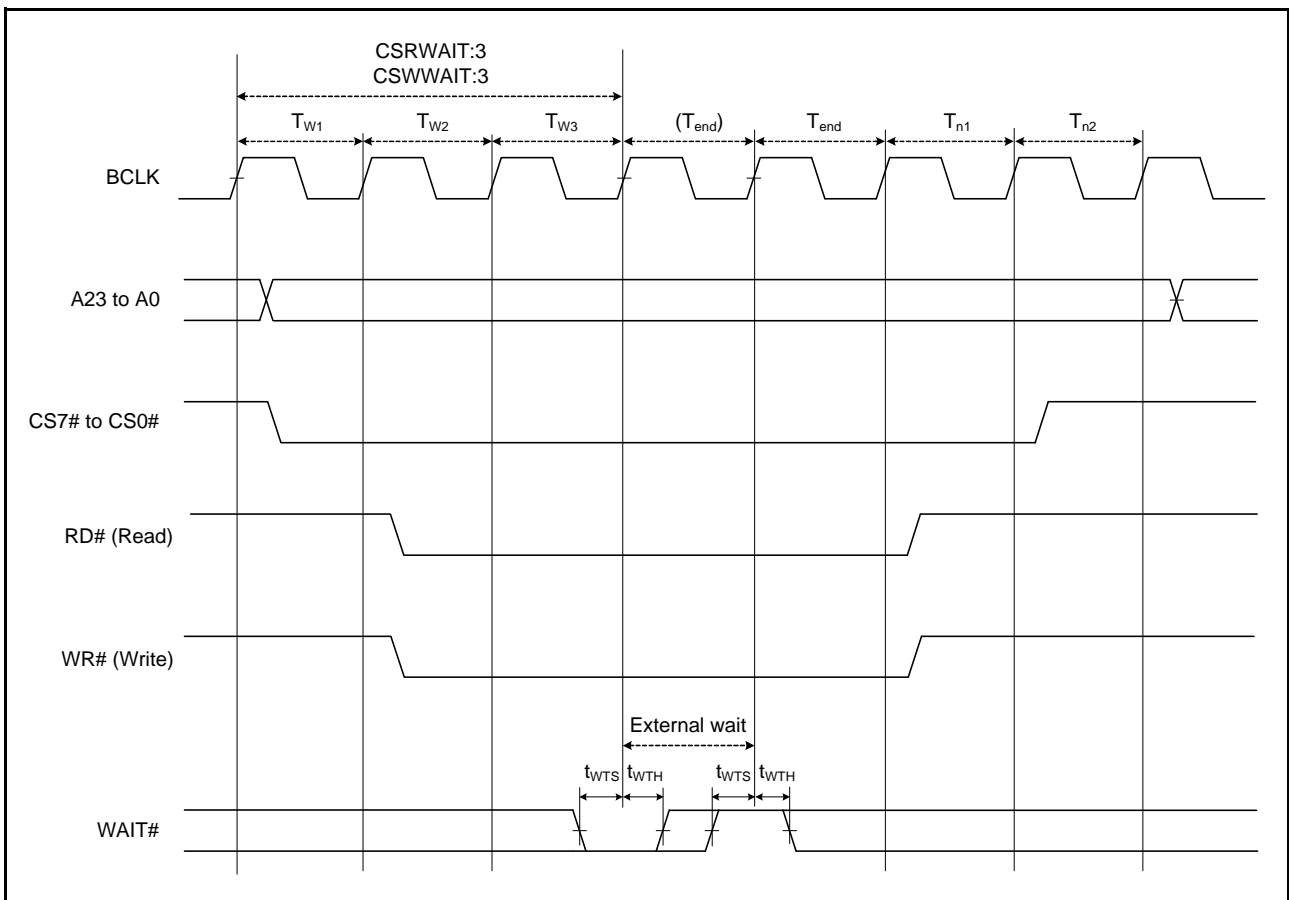 CSRWAIT:3
CSWWAIT:3
TW1 TW2 TW3 (Tend) Tend Tn1 Tn2
BCLK
A23 to A0
CS7# to CS0#
RD# (Read)
WR# (Write)
External wait
tWTS tWTH tWTS tWTH
WAIT#